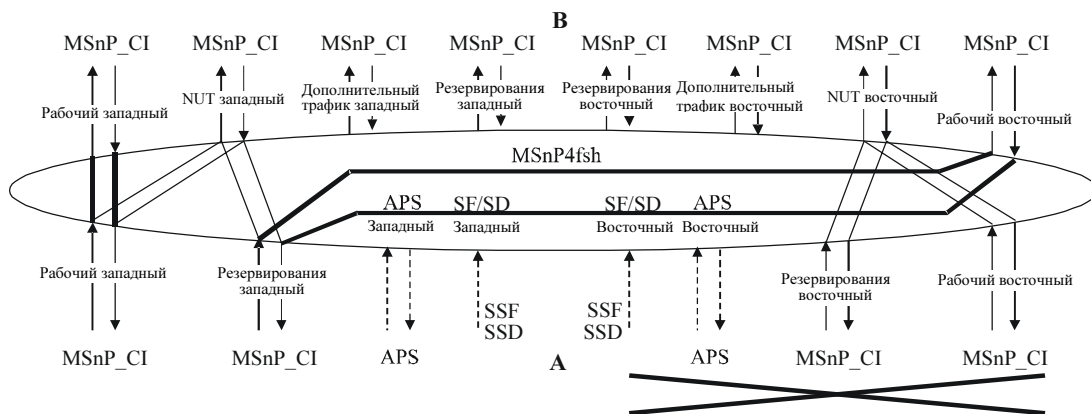 B
MSnP_CI MSnP_CI MSnP_CI MSnP_CI MSnP_CI MSnP_CI MSnP_CI MSnP_CI
Рабочий западный
NUT западный
Дополнительный
трафик западный
Резервирования
западный
Резервирования
восточный
Дополнительный
трафик восточный
NUT восточный
Рабочий восточный
MSnP4fsh
APS
Западный
SF/SD
Западный
SF/SD
Восточный
APS
Восточный
Рабочий западный
Резервирования
западный
Резервирования
восточный
Рабочий восточный
SSF
SSD
SSF
SSD
MSnP_CI MSnP_CI APS A APS MSnP_CI MSnP_CI